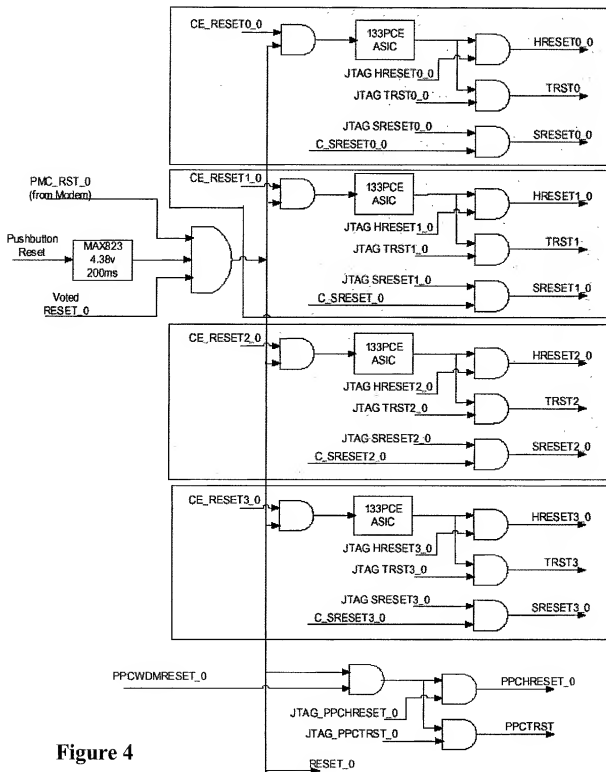 CE_RESET0_0
133PCE
ASIC
HRESET0_0
JTAG HRESET0_0
JTAG TRST0_0
TRST0
JTAG SRESET0_0
C_SRESET0_0
SRESET0_0
PMC_RST_0
(from Modem)
Pushbutton
Reset
MAX823
4.38v
200ms
Voted
RESET_0
CE_RESET1_0
133PCE
ASIC
HRESET1_0
JTAG HRESET1_0
JTAG TRST1_0
TRST1
JTAG SRESET1_0
C_SRESET_0
SRESET1_0
CE_RESET2_0
133PCE
ASIC
HRESET2_0
JTAG HRESET2_0
JTAG TRST2_0
TRST2
JTAG SRESET2_0
C_SRESET2_0
SRESET2_0
CE_RESET3_0
133PCE
ASIC
HRESET3_0
JTAG HRESET3_0
JTAG TRST3_0
TRST3
JTAG SRESET3_0
C_SRESET3_0
SRESET3_0
PPCWDMRESET_0
PPCHRESET_0
JTAG_PPCHRESET_0
JTAG_PPCTRST_0
PPCTRST
RESET_0
Figure 4